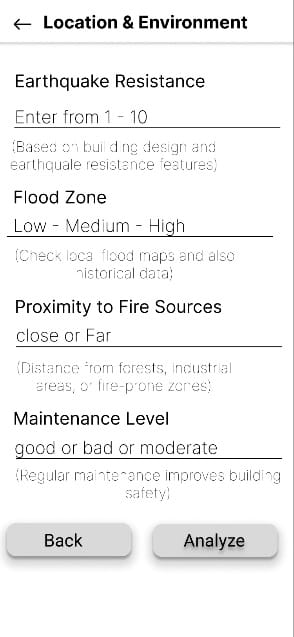 ← Location & Environment
Earthquake Resistance
Enter from 1 - 10
(Based on building design and
earthquale resistance features)
Flood Zone
Low - Medium - High
(Check local flood maps and also
historical data)
Proximity to Fire Sources
close or Far
(Distance from forests, industrial
areas, or fire-prone zones)
Maintenance Level
good or bad or moderate
(Regular maintenance improves building
safety)
Back Analyze